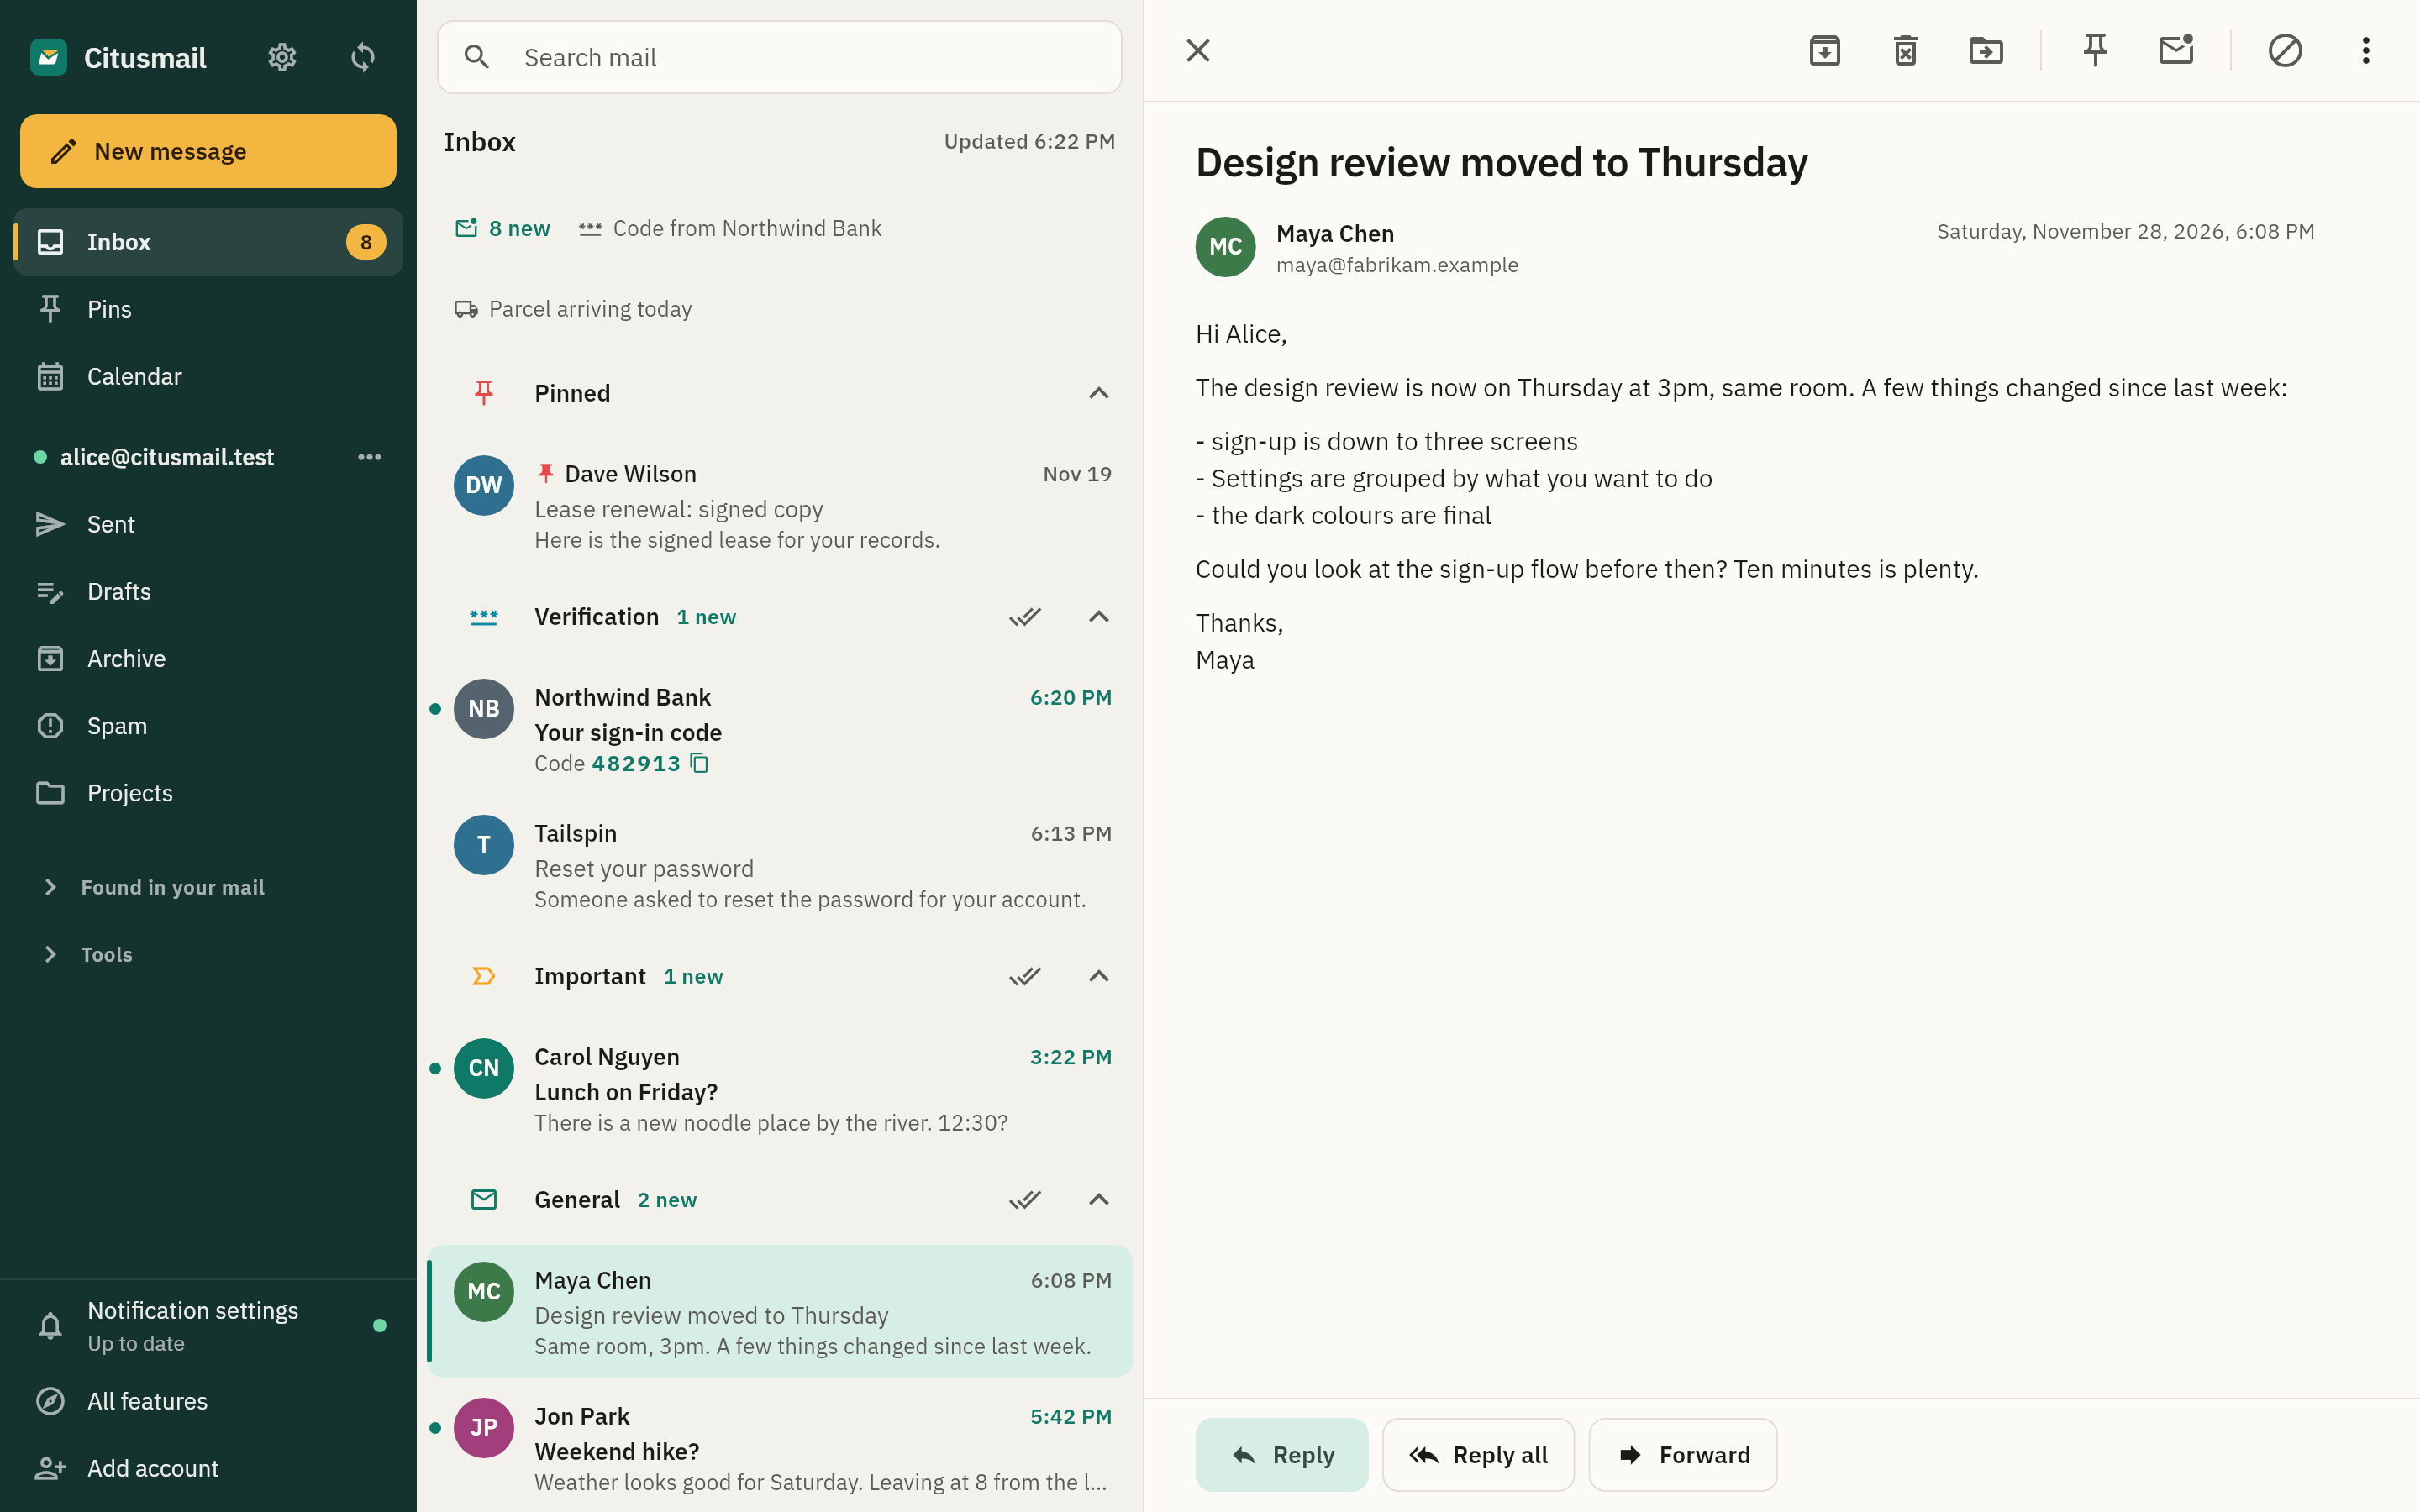 Citusmail
New message
Inbox 8
Pins
Calendar
alice@citusmail.test
Sent
Drafts
Archive
Spam
Projects
Found in your mail
Tools
Notification settings
Up to date
All features
Add account
Search mail
Inbox Updated 6:22 PM
8 new Code from Northwind Bank
Parcel arriving today
Pinned
DW Dave Wilson Nov 19
Lease renewal: signed copy
Here is the signed lease for your records.
Verification 1 new
NB Northwind Bank 6:20 PM
Your sign-in code
Code 482913
T Tailspin 6:13 PM
Reset your password
Someone asked to reset the password for your account.
Important 1 new
CN Carol Nguyen 3:22 PM
Lunch on Friday?
There is a new noodle place by the river. 12:30?
General 2 new
MC Maya Chen 6:08 PM
Design review moved to Thursday
Same room, 3pm. A few things changed since last week.
JP Jon Park 5:42 PM
Weekend hike?
Weather looks good for Saturday. Leaving at 8 from the l...
Design review moved to Thursday
MC Maya Chen Saturday, November 28, 2026, 6:08 PM
maya@fabrikam.example
Hi Alice,
The design review is now on Thursday at 3pm, same room. A few things changed since last week:
- sign-up is down to three screens
- Settings are grouped by what you want to do
- the dark colours are final
Could you look at the sign-up flow before then? Ten minutes is plenty.
Thanks,
Maya
Reply Reply all Forward